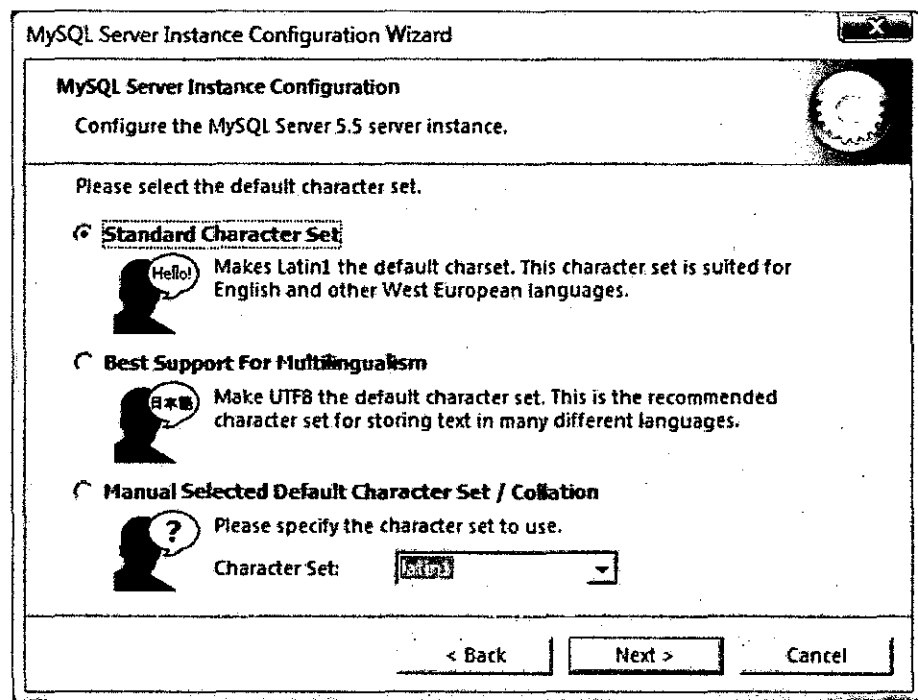 MySQL Server Instance Configuration Wizard
MySQL Server Instance Configuration
Configure the MySQL Server 5.5 server instance.
Please select the default character set.
Standard Character Set
Hello!
Makes Latin1 the default charset. This character set is suited for
English and other West European languages.
Best Support For Multilingualism
日本語
Make UTF8 the default character set. This is the recommended
character set for storing text in many different languages.
Manual Selected Default Character Set / Collation
?
Please specify the character set to use.
Character Set:
latin1
< Back
Next >
Cancel